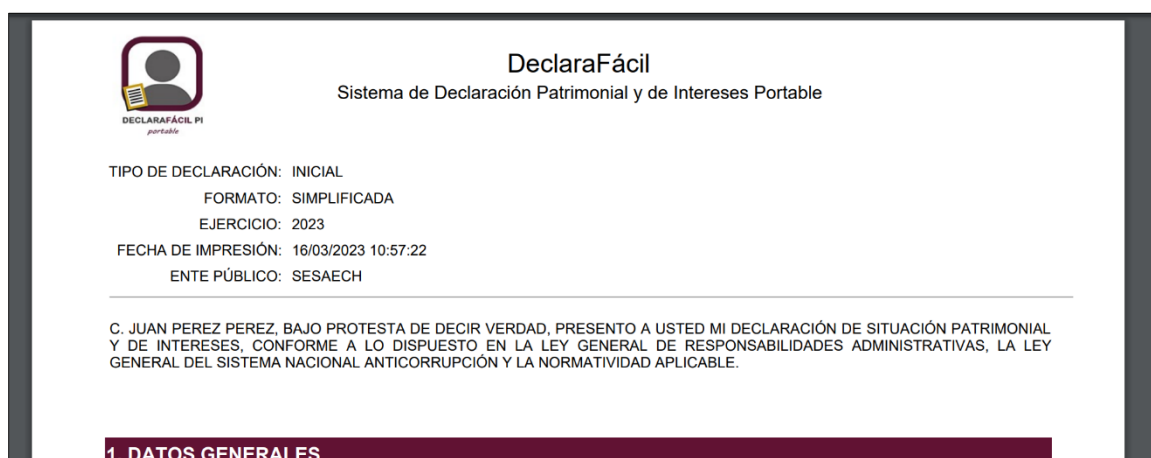 DeclaraFácil
Sistema de Declaración Patrimonial y de Intereses Portable
DECLARAFÁCIL PI
portable
TIPO DE DECLARACIÓN: INICIAL
FORMATO: SIMPLIFICADA
EJERCICIO: 2023
FECHA DE IMPRESIÓN: 16/03/2023 10:57:22
ENTE PÚBLICO: SESAECH
C. JUAN PEREZ PEREZ, BAJO PROTESTA DE DECIR VERDAD, PRESENTO A USTED MI DECLARACIÓN DE SITUACIÓN PATRIMONIAL
Y DE INTERESES, CONFORME A LO DISPUESTO EN LA LEY GENERAL DE RESPONSABILIDADES ADMINISTRATIVAS, LA LEY
GENERAL DEL SISTEMA NACIONAL ANTICORRUPCIÓN Y LA NORMATIVIDAD APLICABLE.
1. DATOS GENERALES